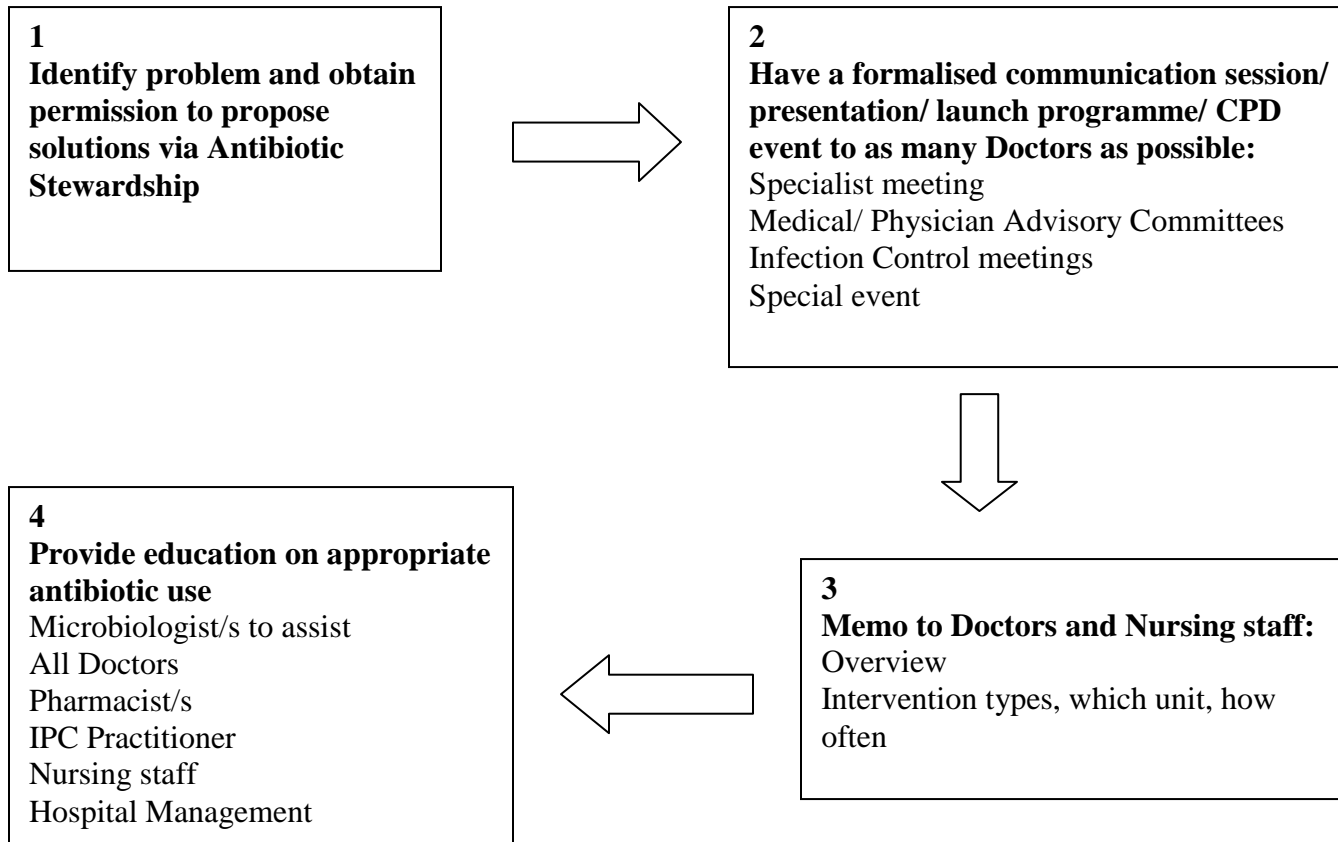 1
Identify problem and obtain
permission to propose
solutions via Antibiotic
Stewardship
2
Have a formalised communication session/
presentation/ launch programme/ CPD
event to as many Doctors as possible:
Specialist meeting
Medical/ Physician Advisory Committees
Infection Control meetings
Special event
3
Memo to Doctors and Nursing staff:
Overview
Intervention types, which unit, how
often
4
Provide education on appropriate
antibiotic use
Microbiologist/s to assist
All Doctors
Pharmacist/s
IPC Practitioner
Nursing staff
Hospital Management